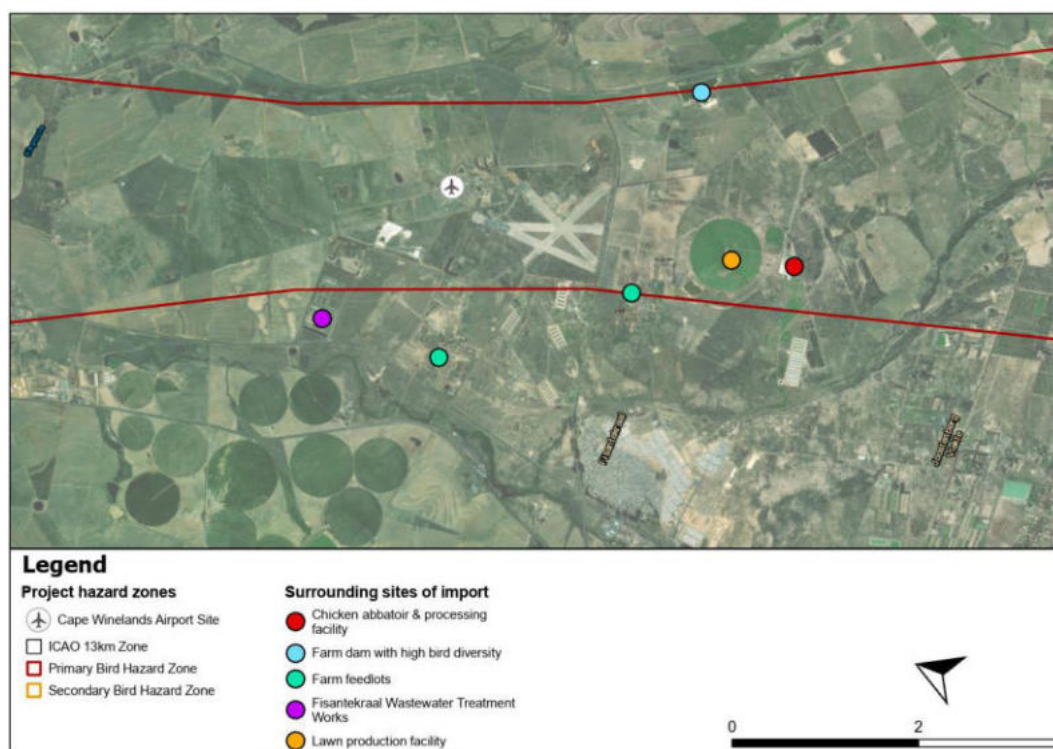 Legend
Project hazard zones
Cape Winelands Airport Site
ICAO 13km Zone
Primary Bird Hazard Zone
Secondary Bird Hazard Zone
Surrounding sites of import
Chicken abbatoir & processing
facility
Farm dam with high bird diversity
Farm feedlots
Fisantekraal Wastewater Treatment
Works
Lawn production facility
0
2